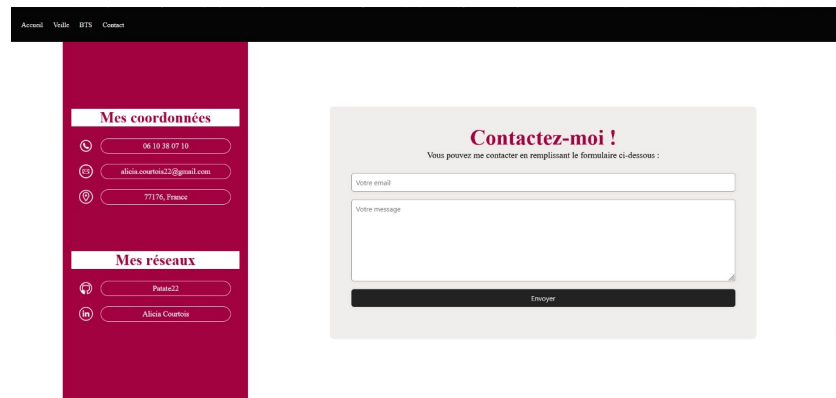 Accueil Veille BTS Contact
Mes coordonnées
06 10 38 07 10
alicia.courtois22@gmail.com
77176, France
Mes réseaux
Patate22
in
Alicia Courtois
Contactez-moi !
Vous pouvez me contacter en remplissant le formulaire ci-dessous :
Votre email
Votre message
Envoyer